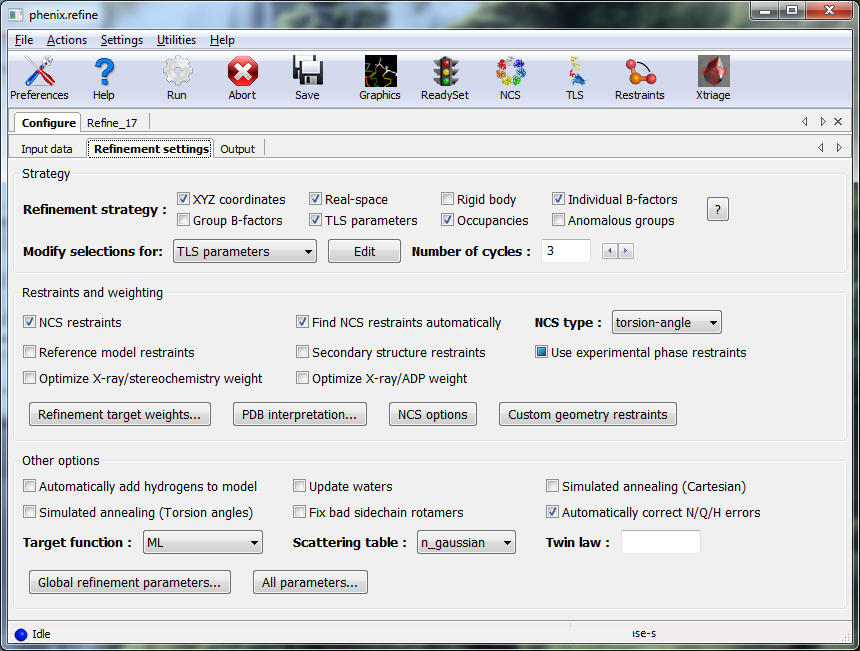 phenix.refine
File Actions Settings Utilities Help
Preferences Help Run Abort Save Graphics ReadySet NCS TLS Restraints Xtriage
Configure Refine_17
Input data Refinement settings Output
Strategy
Refinement strategy : XYZ coordinates Real-space Rigid body Individual B-factors ?
Group B-factors TLS parameters Occupancies Anomalous groups
Modify selections for: TLS parameters Edit Number of cycles : 3
Restraints and weighting
NCS restraints Find NCS restraints automatically NCS type : torsion-angle
Reference model restraints Secondary structure restraints Use experimental phase restraints
Optimize X-ray/stereochemistry weight Optimize X-ray/ADP weight
Refinement target weights... PDB interpretation... NCS options Custom geometry restraints
Other options
Automatically add hydrogens to model Update waters Simulated annealing (Cartesian)
Simulated annealing (Torsion angles) Fix bad sidechain rotamers Automatically correct N/Q/H errors
Target function : ML Scattering table : n_gaussian Twin law :
Global refinement parameters... All parameters...
Idle